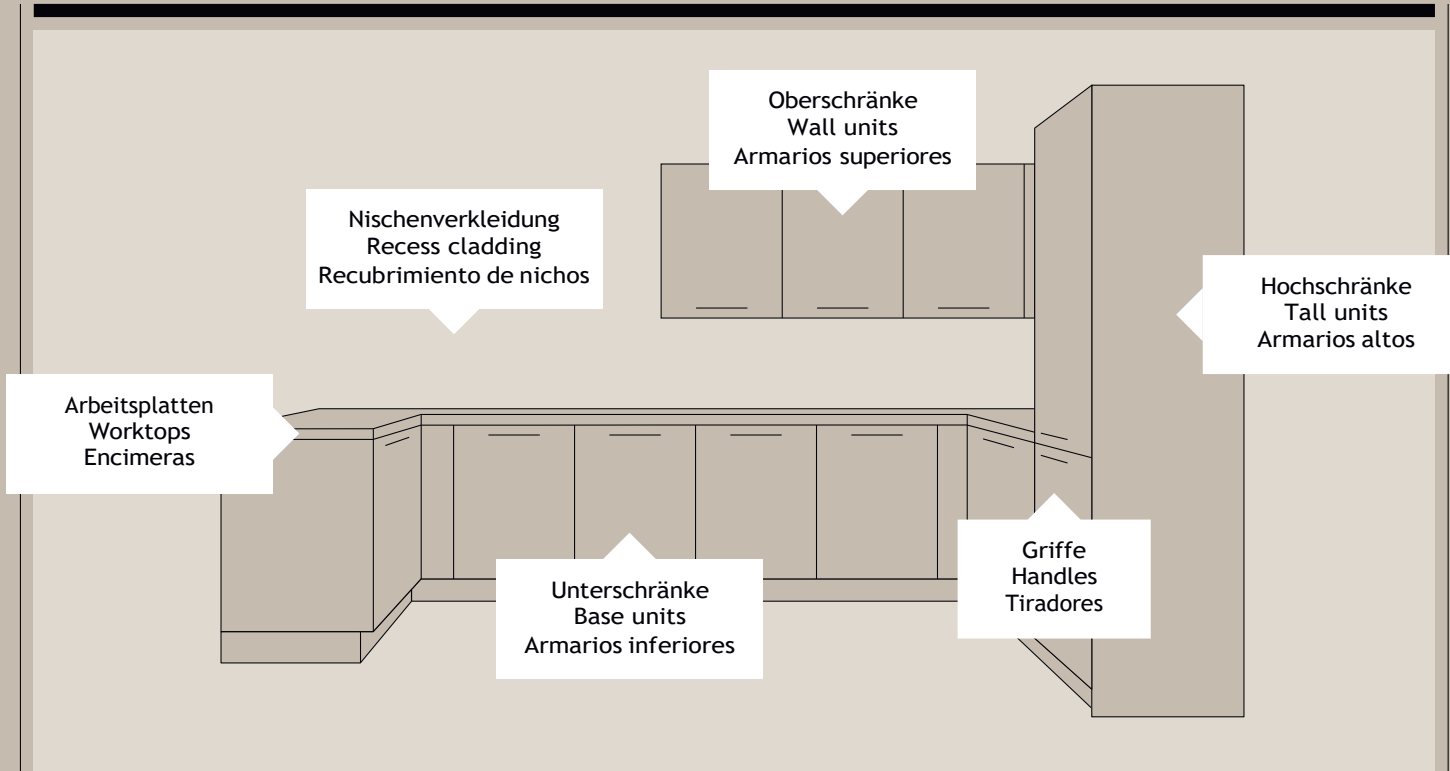 Oberschränke
Wall units
Armarios superiores
Nischenverkleidung
Recess cladding
Recubrimiento de nichos
Hochschränke
Tall units
Armarios altos
Arbeitsplatten
Worktops
Encimeras
Griffe
Handles
Tiradores
Unterschränke
Base units
Armarios inferiores